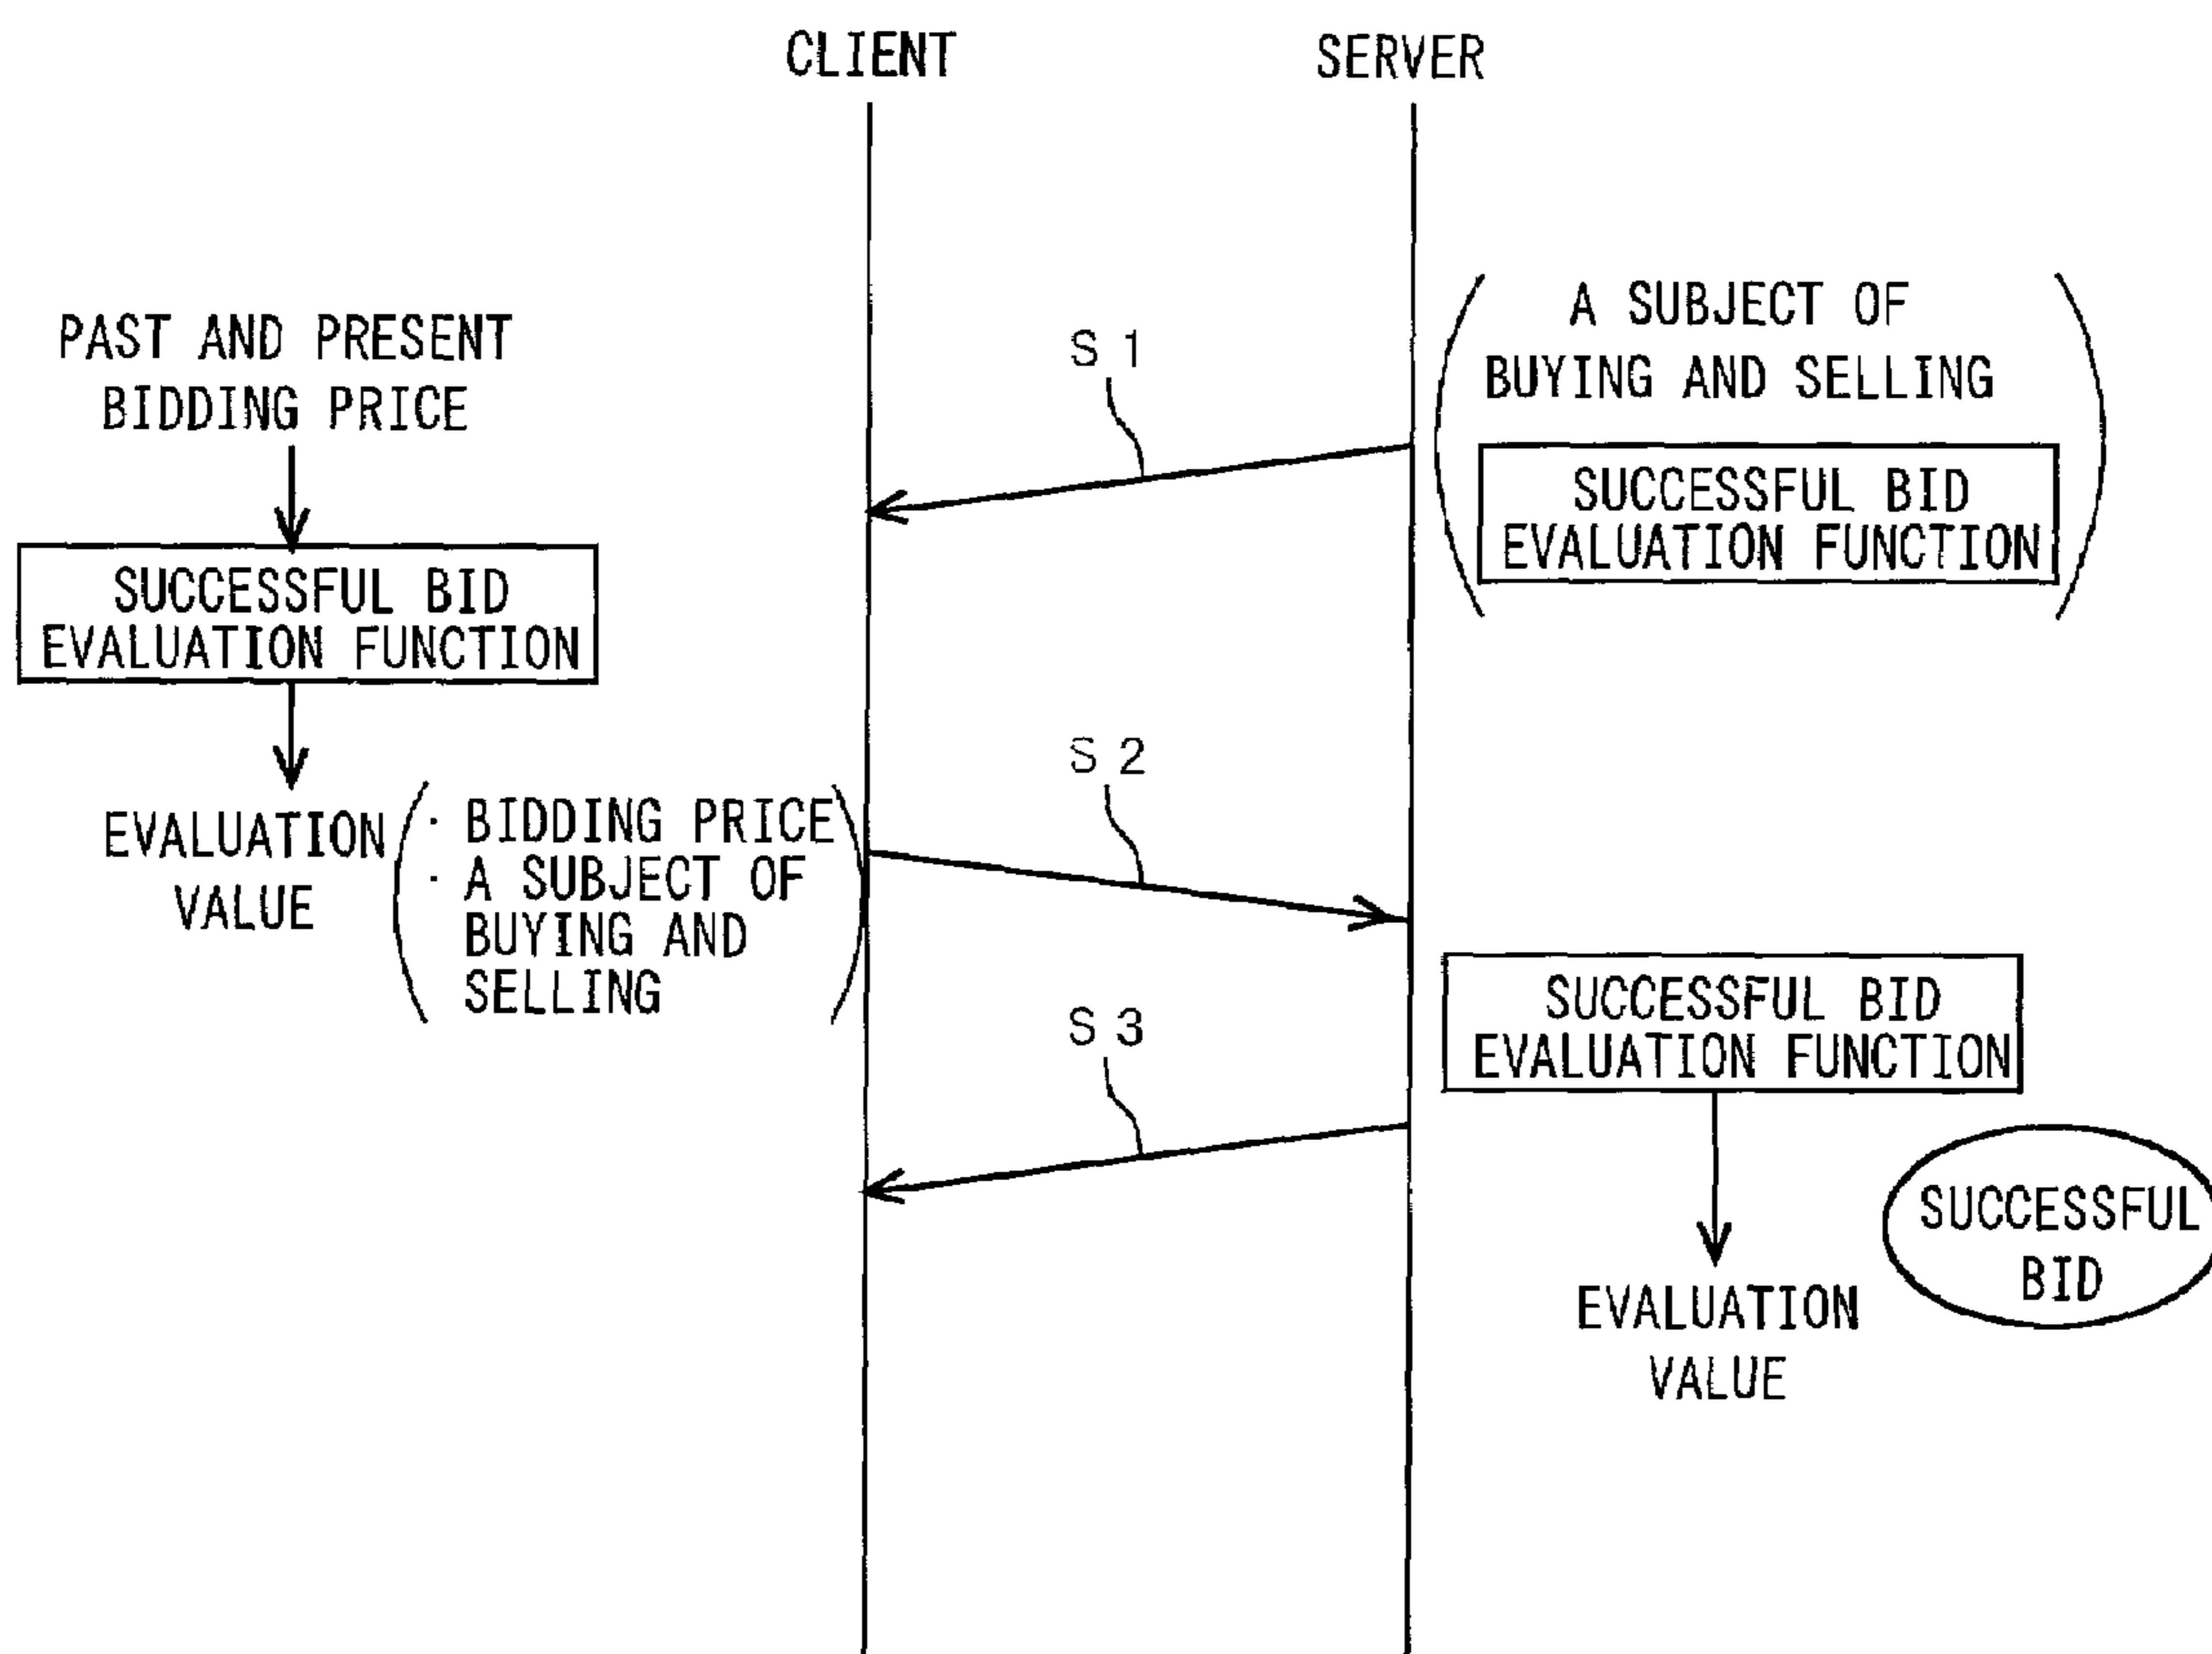 CLIENT
SERVER
A SUBJECT OF
BUYING AND SELLING
SUCCESSFUL BID
EVALUATION FUNCTION
S 1
PAST AND PRESENT
BIDDING PRICE
SUCCESSFUL BID
EVALUATION FUNCTION
EVALUATION
VALUE
· BIDDING PRICE
· A SUBJECT OF
BUYING AND
SELLING
S 2
S 3
SUCCESSFUL BID
EVALUATION FUNCTION
EVALUATION
VALUE
SUCCESSFUL
BID